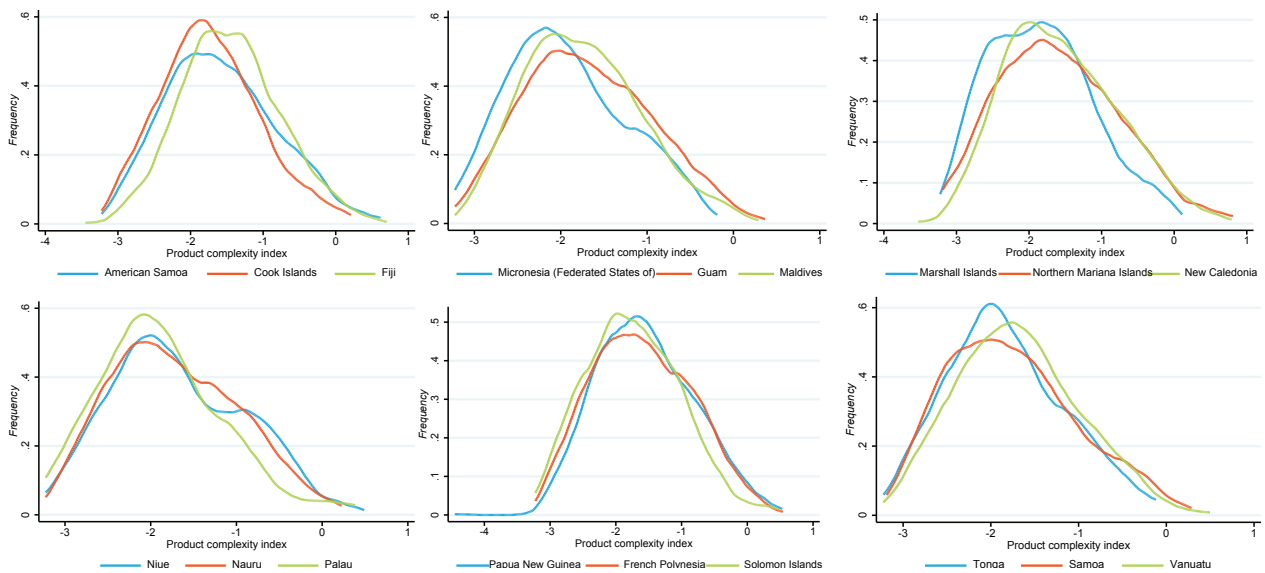 .6
.4
.2
0
Frequency
-4 -3 -2 -1 0 1
Product complexity index
American Samoa Cook Islands Fiji
.6
.4
.2
0
Frequency
-3 -2 -1 0 1
Product complexity index
Micronesia (Federated States of) Guam Maldives
.5
.4
.3
.2
.1
0
Frequency
-4 -3 -2 -1 0 1
Product complexity index
Marshall Islands Northern Mariana Islands New Caledonia
.6
.4
.2
0
Frequency
-3 -2 -1 0 1
Product complexity index
Niue Nauru Palau
.5
.4
.3
.2
.1
0
Frequency
-4 -3 -2 -1 0 1
Product complexity index
Papua New Guinea French Polynesia Solomon Islands
.6
.4
.2
0
Frequency
-3 -2 -1 0 1
Product complexity index
Tonga Samoa Vanuatu